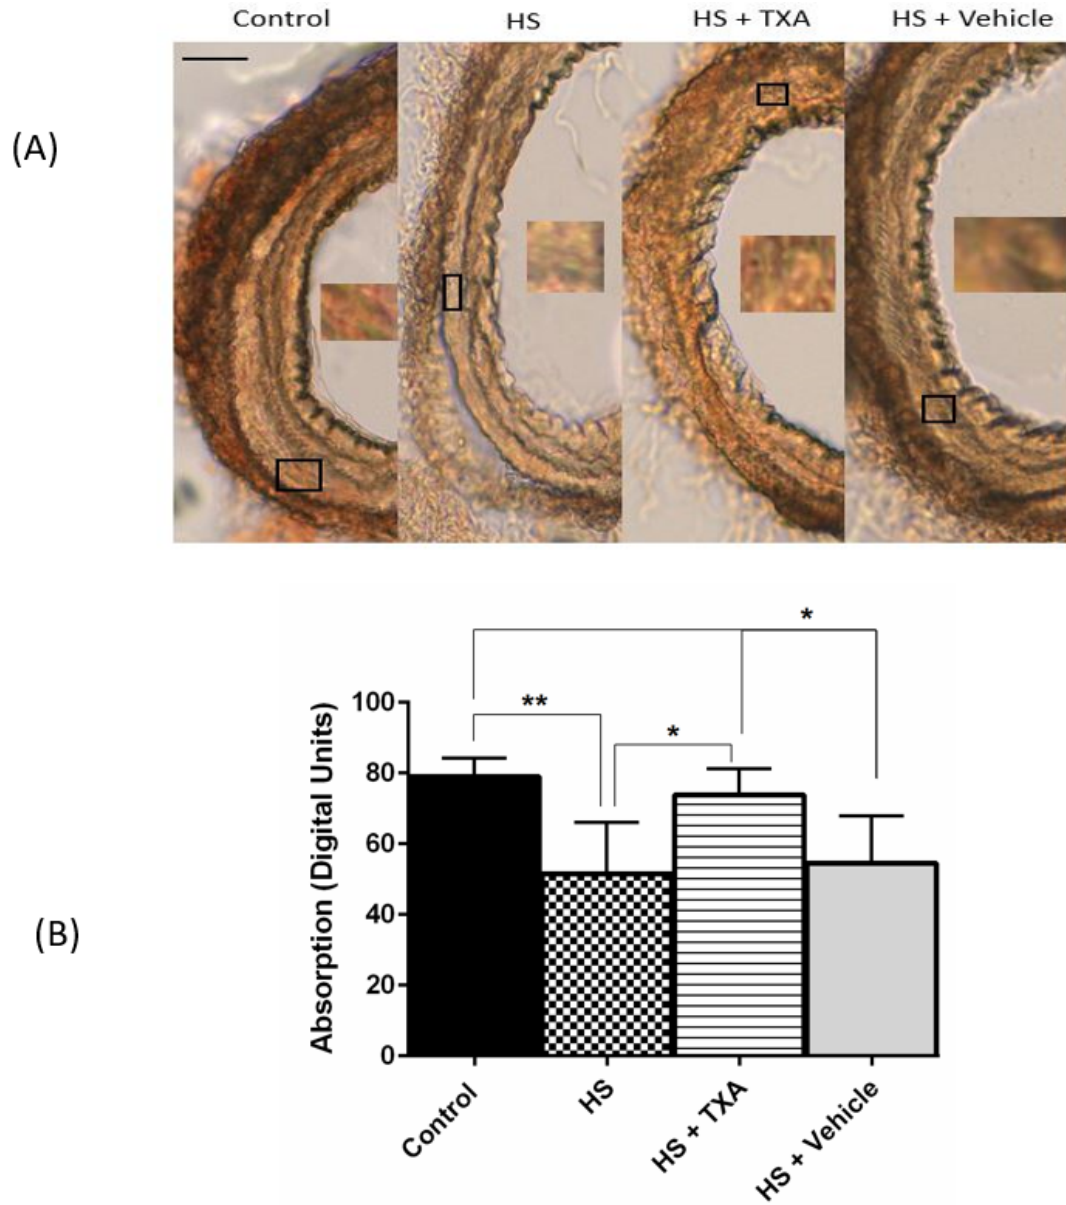 Control HS HS + TXA HS + Vehicle
(A)
*
**
*
100
80
60
40
20
0
Absorption (Digital Units)
(B)
Control
HS
HS + TXA
HS + Vehicle